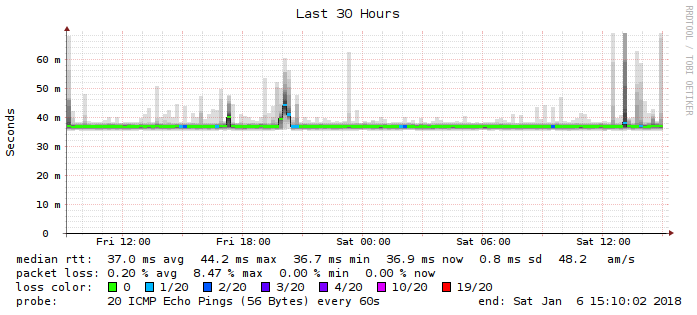 Last 30 Hours
RRDTOOL / TOBI OETIKER
Seconds
60 m
50 m
40 m
30 m
20 m
10 m
0
Fri 12:00 Fri 18:00 Sat 00:00 Sat 06:00 Sat 12:00
median rtt: 37.0 ms avg 44.2 ms max 36.7 ms min 36.9 ms now 0.8 ms sd 48.2 am/s
packet loss: 0.20 % avg 8.47 % max 0.00 % min 0.00 % now
loss color: 0 1/20 2/20 3/20 4/20 10/20 19/20
probe: 20 ICMP Echo Pings (56 Bytes) every 60s end: Sat Jan 6 15:10:02 2018